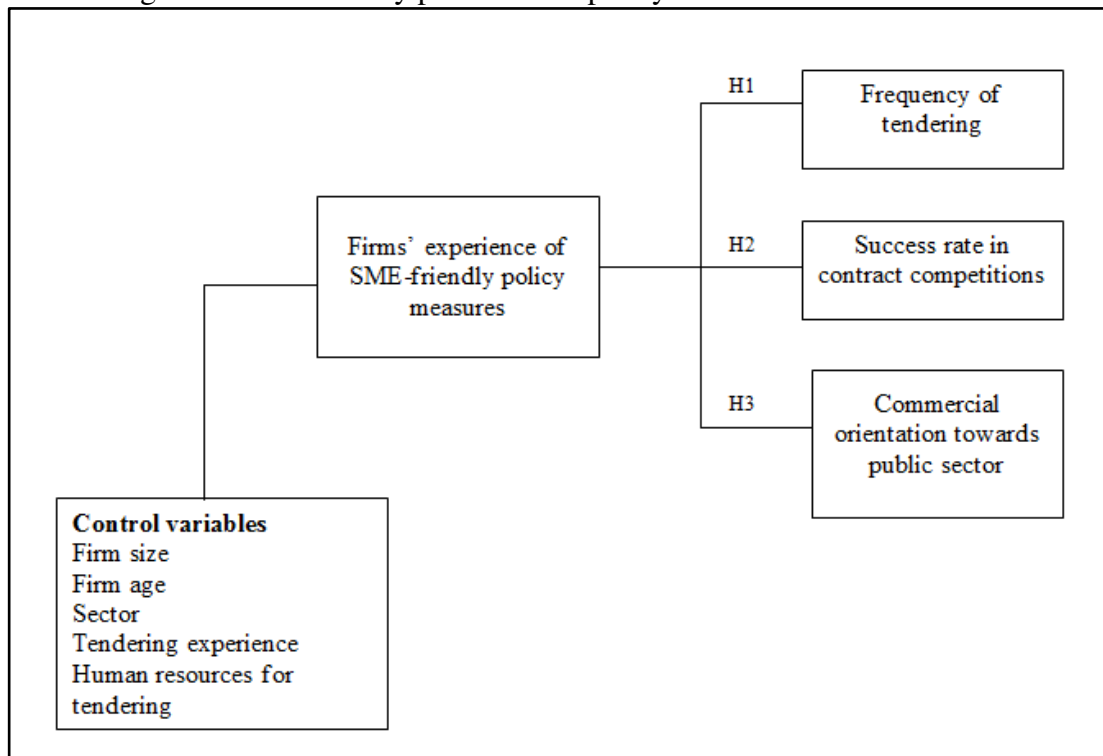 H1
Frequency of
tendering
Firms’ experience of
SME-friendly policy
measures
H2
Success rate in
contract competitions
H3
Commercial
orientation towards
public sector
Control variables
Firm size
Firm age
Sector
Tendering experience
Human resources for
tendering